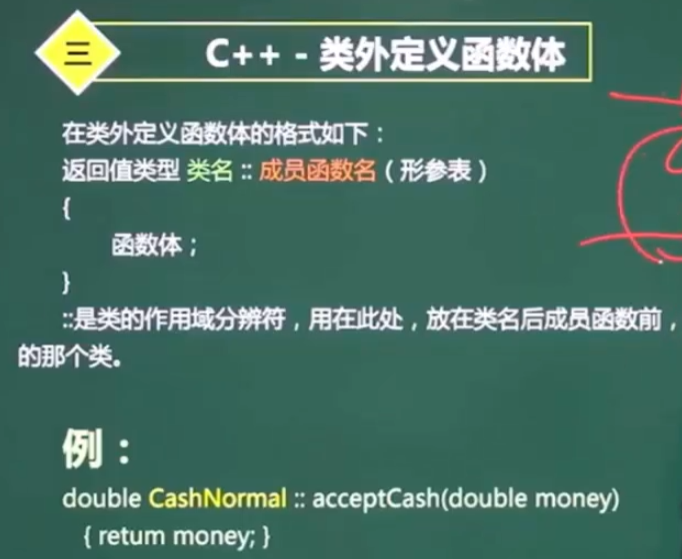 三
C++ - 类外定义函数体
在类外定义函数体的格式如下：
返回值类型 类名 :: 成员函数名（形参表）
{
函数体；
}
::是类的作用域分辨符，用在此处，放在类名后成员函数前，
的那个类。
例：
double CashNormal :: acceptCash(double money)
{ retum money; }